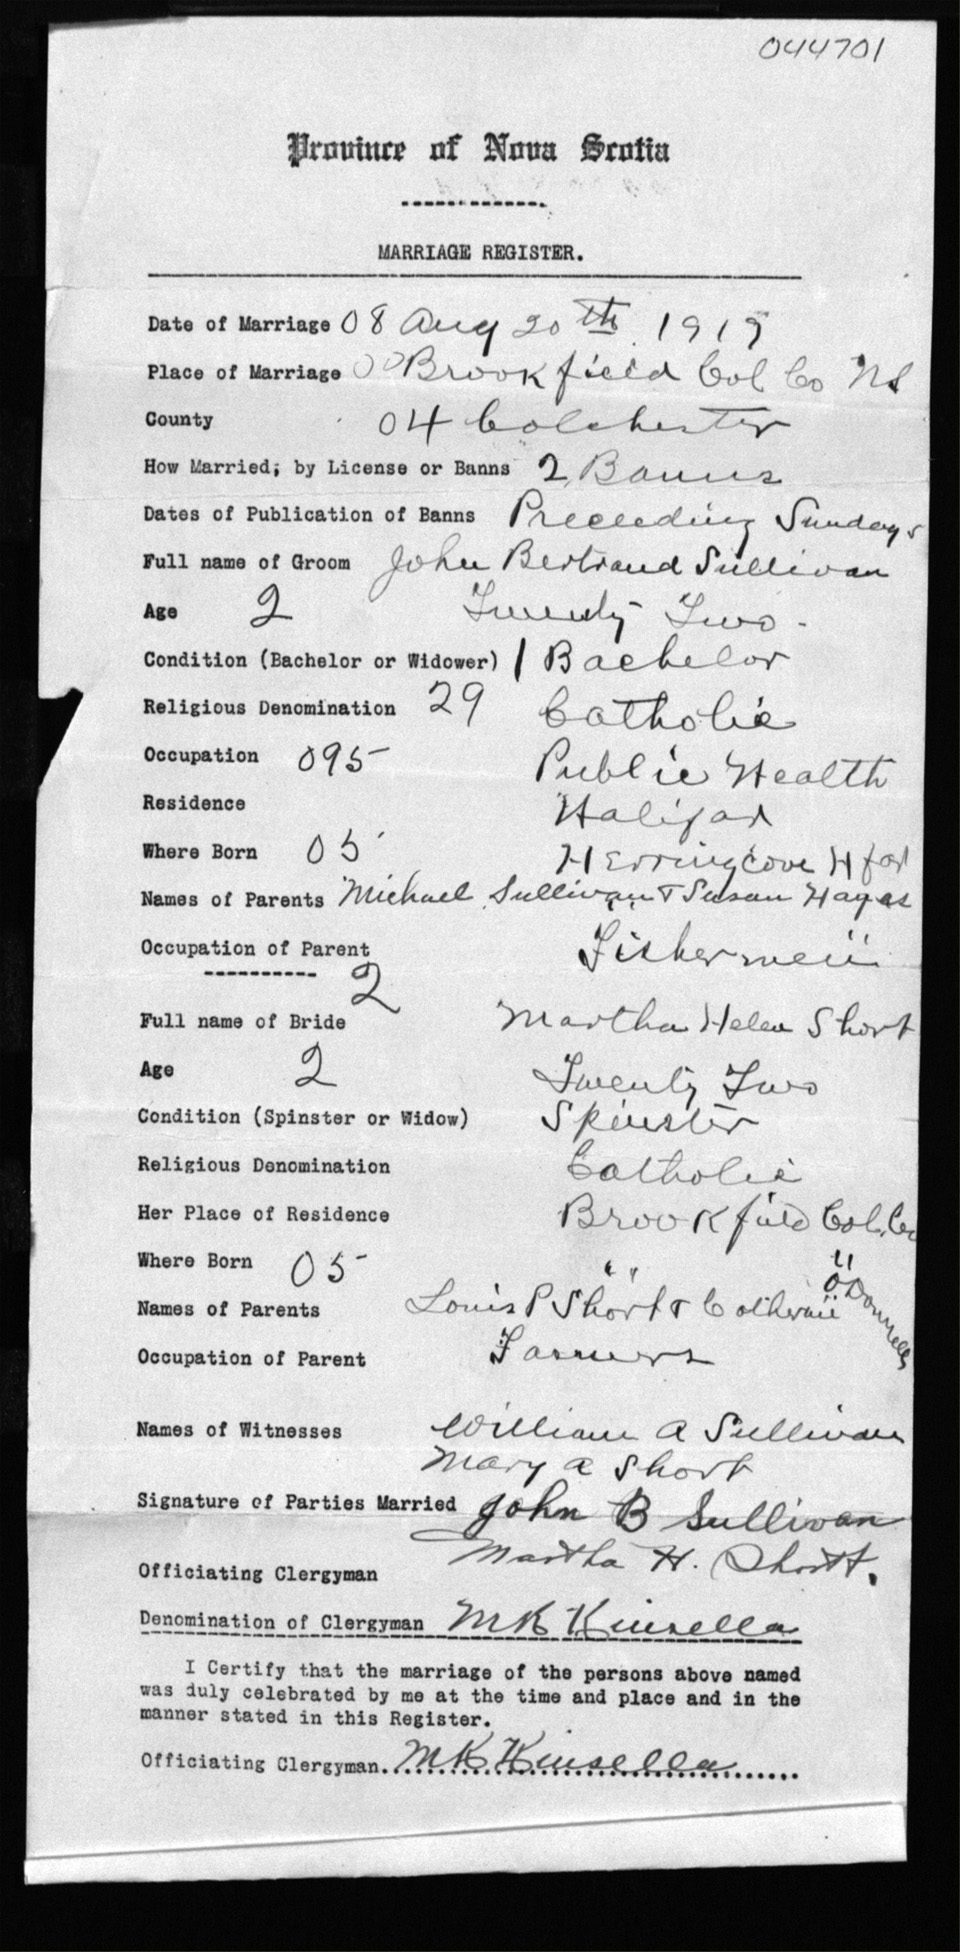 044701
Province of Nova Scotia
MARRIAGE REGISTER.
Date of Marriage 08 Aug 20th 1919
Place of Marriage 00 Brookfield Col Co NS
County 04 Colchester
How Married; by License or Banns 2 Banns
Dates of Publication of Banns Preceeding Sundays
Full name of Groom John Bertrand Sullivan
Age 2 Twenty Two -
Condition (Bachelor or Widower) 1 Bachelor
Religious Denomination 29 Catholic
Occupation 095 Public Health
Residence Halifax
Where Born 05 Herring Cove Hfax
Names of Parents Michael Sullivan & Susan Hayes
Occupation of Parent Fishermen
2
Full name of Bride Martha Helen Short
Age 2 Twenty Two
Condition (Spinster or Widow) Spinster
Religious Denomination Catholic
Her Place of Residence Brookfield Col. Co
Where Born 05 " " "
Names of Parents Louis P Short & Catherine O'Donnell
Occupation of Parent Farmers
Names of Witnesses William A Sullivan
Mary A Short
Signature of Parties Married John B Sullivan
Martha H. Short.
Officiating Clergyman
Denomination of Clergyman MK Kinsella
I Certify that the marriage of the persons above named
was duly celebrated by me at the time and place and in the
manner stated in this Register.
Officiating Clergyman. MK Kinsella